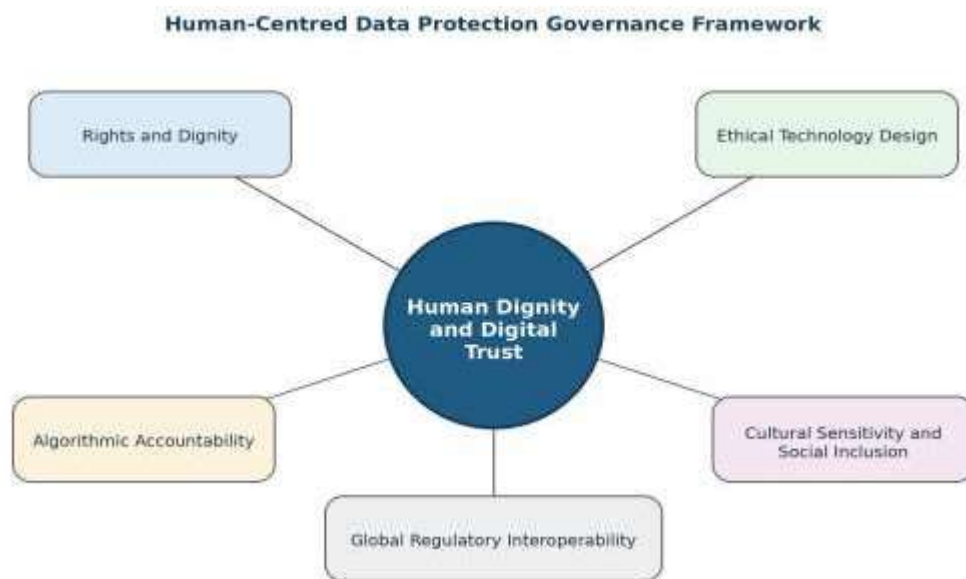 Human-Centred Data Protection Governance Framework
Rights and Dignity
Ethical Technology Design
Human Dignity
and Digital
Trust
Algorithmic Accountability
Cultural Sensitivity and
Social Inclusion
Global Regulatory Interoperability